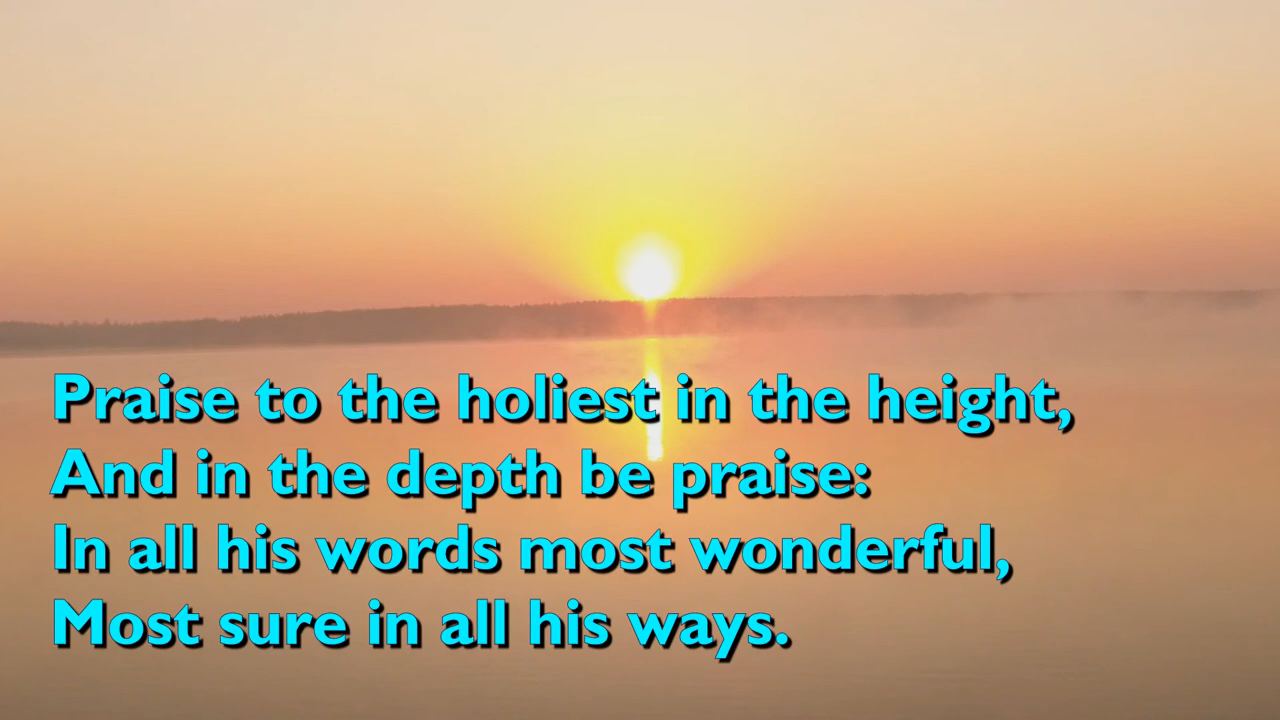 Praise to the holiest in the height,
And in the depth be praise:
In all his words most wonderful,
Most sure in all his ways.